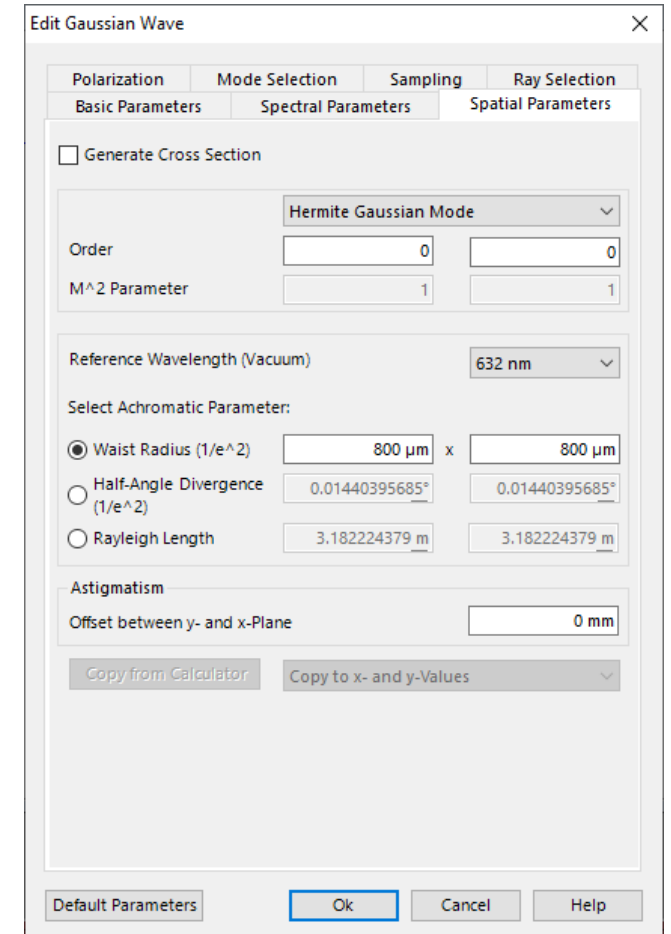 Edit Gaussian Wave
Polarization Mode Selection Sampling Ray Selection
Basic Parameters Spectral Parameters Spatial Parameters
Generate Cross Section
Hermite Gaussian Mode
Order 0 0
M^2 Parameter 1 1
Reference Wavelength (Vacuum) 632 nm
Select Achromatic Parameter:
Waist Radius (1/e^2) 800 µm x 800 µm
Half-Angle Divergence
(1/e^2) 0.01440395685° 0.01440395685°
Rayleigh Length 3.182224379 m 3.182224379 m
Astigmatism
Offset between y- and x-Plane 0 mm
Copy from Calculator Copy to x- and y-Values
Default Parameters Ok Cancel Help